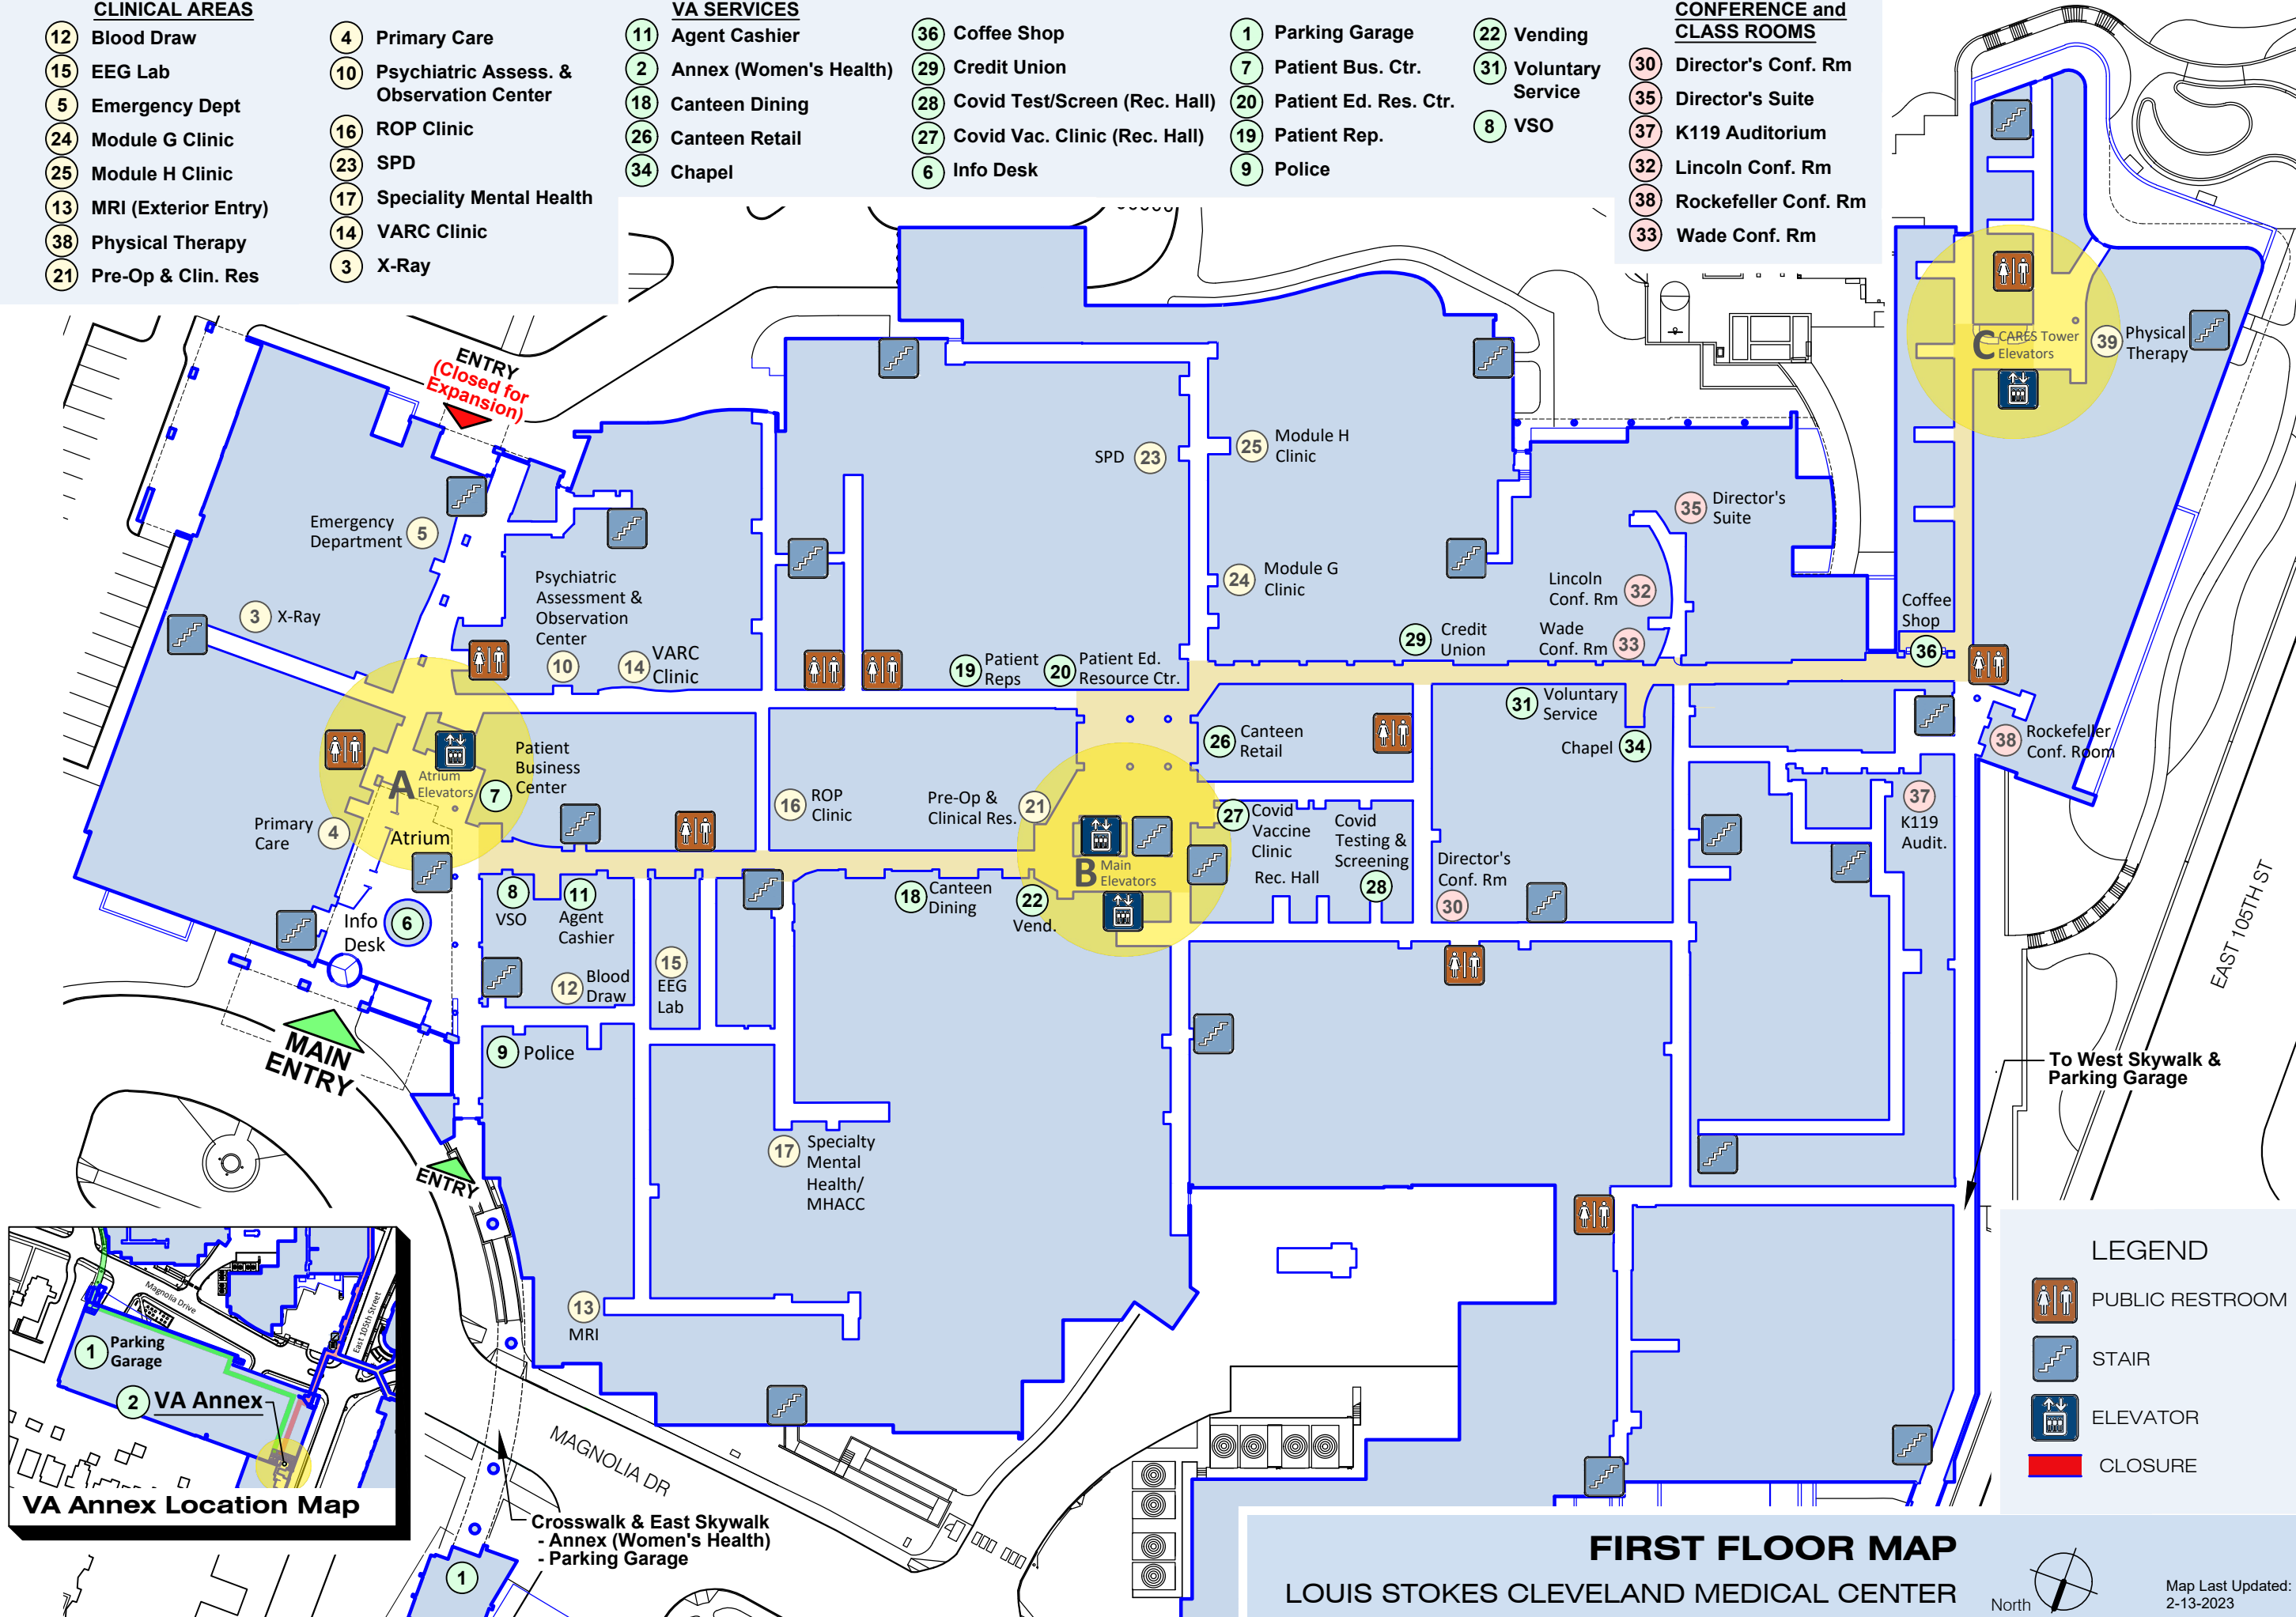 CLINICAL AREAS
12 Blood Draw
15 EEG Lab
5 Emergency Dept
24 Module G Clinic
25 Module H Clinic
13 MRI (Exterior Entry)
38 Physical Therapy
21 Pre-Op & Clin. Res
4 Primary Care
10 Psychiatric Assess. &
Observation Center
16 ROP Clinic
23 SPD
17 Speciality Mental Health
14 VARC Clinic
3 X-Ray
VA SERVICES
11 Agent Cashier
2 Annex (Women's Health)
18 Canteen Dining
26 Canteen Retail
34 Chapel
36 Coffee Shop
29 Credit Union
28 Covid Test/Screen (Rec. Hall)
27 Covid Vac. Clinic (Rec. Hall)
6 Info Desk
1 Parking Garage
7 Patient Bus. Ctr.
20 Patient Ed. Res. Ctr.
19 Patient Rep.
9 Police
22 Vending
31 Voluntary
Service
8 VSO
CONFERENCE and
CLASS ROOMS
30 Director's Conf. Rm
35 Director's Suite
37 K119 Auditorium
32 Lincoln Conf. Rm
38 Rockefeller Conf. Rm
33 Wade Conf. Rm
ENTRY
(Closed for
Expansion)
Emergency
Department 5
3 X-Ray
Psychiatric
Assessment &
Observation
Center
10
14 VARC
Clinic
SPD 23
25 Module H
Clinic
24 Module G
Clinic
19 Patient
Reps
20 Patient Ed.
Resource Ctr.
29 Credit
Union
35 Director's
Suite
Lincoln
Conf. Rm 32
Wade
Conf. Rm 33
Coffee
Shop
36
C CARES Tower
Elevators
39 Physical
Therapy
A Atrium
Elevators
Patient
Business
Center
7
Primary
Care 4
Atrium
Info
Desk 6
8
VSO
11
Agent
Cashier
12 Blood
Draw
15
EEG
Lab
9 Police
16 ROP
Clinic
Pre-Op &
Clinical Res. 21
18 Canteen
Dining
22
Vend.
B Main
Elevators
26 Canteen
Retail
27 Covid
Vaccine
Clinic
Rec. Hall
Covid
Testing &
Screening
28
Director's
Conf. Rm
30
31 Voluntary
Service
Chapel 34
38 Rockefeller
Conf. Room
37
K119
Audit.
17 Specialty
Mental
Health/
MHACC
13
MRI
MAIN
ENTRY
ENTRY
EAST 105TH ST
To West Skywalk &
Parking Garage
MAGNOLIA DR
Crosswalk & East Skywalk
- Annex (Women's Health)
- Parking Garage
1
Magnolia Drive
East 105th Street
1 Parking
Garage
2 VA Annex
VA Annex Location Map
LEGEND
PUBLIC RESTROOM
STAIR
ELEVATOR
CLOSURE
FIRST FLOOR MAP
LOUIS STOKES CLEVELAND MEDICAL CENTER
North
Map Last Updated:
2-13-2023